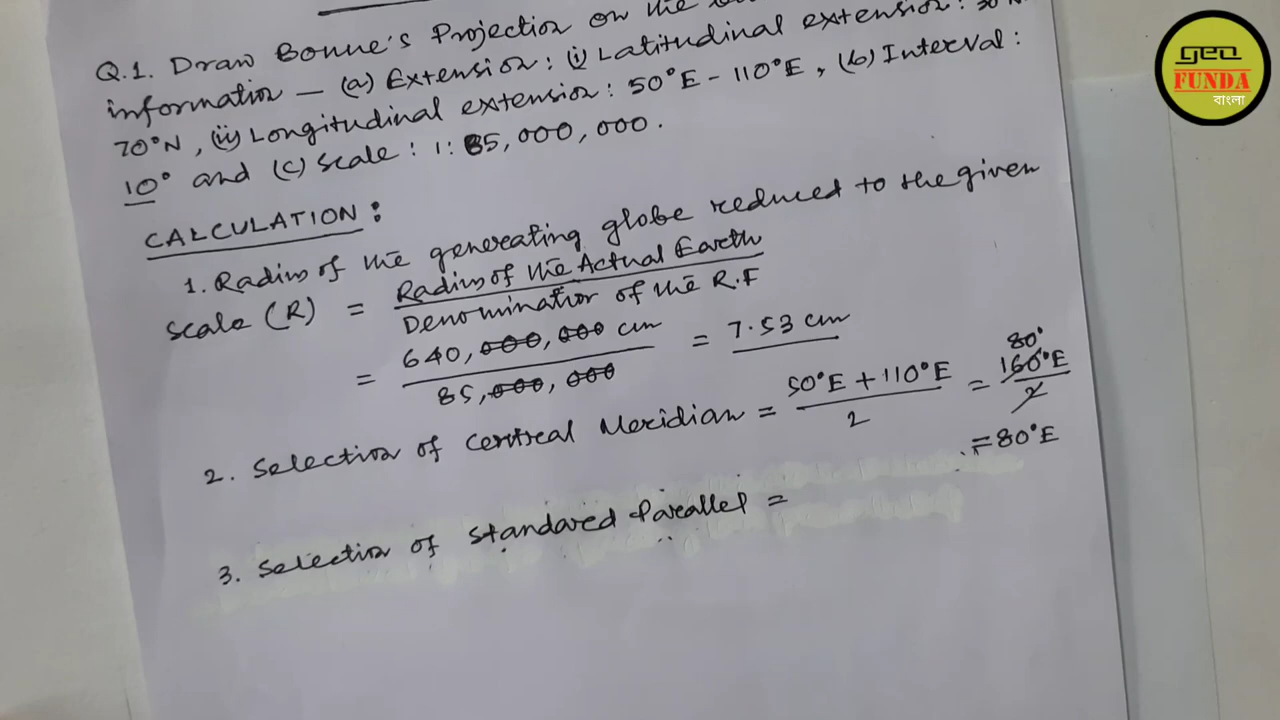 Q.1. Draw Bonne's Projection on the
information — (a) Extension: (i) Latitudinal extension: 30°N
70°N, (ii) Longitudinal extension: 50°E - 110°E, (b) Interval:
10° and (c) Scale: 1: 85,000,000.
CALCULATION:
1. Radius of the generating globe reduced to the given
scale (R) = Radius of the Actual Earth
Denominator of the R.F
= 640,000,000 cm = 7.53 cm
85,000,000
2. Selection of Central Meridian = 50°E + 110°E = 160°E 80°
2 2
= 80°E
3. Selection of Standard Parallel =
geo
FUNDA
বাংলা